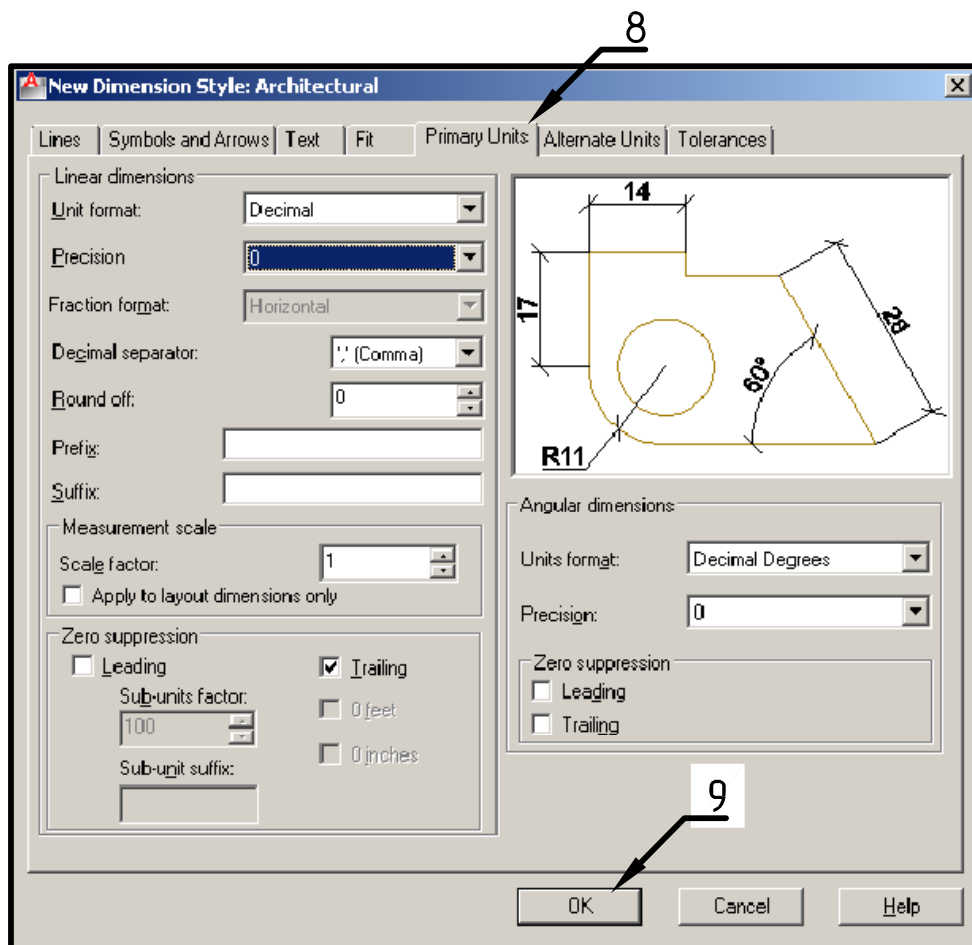 8
New Dimension Style: Architectural
Lines Symbols and Arrows Text Fit Primary Units Alternate Units Tolerances
Linear dimensions
Unit format: Decimal
Precision 0
Fraction format: Horizontal
Decimal separator: ',' (Comma)
Round off: 0
Prefix:
Suffix:
Measurement scale
Scale factor: 1
Apply to layout dimensions only
Zero suppression
Leading Trailing
Sub-units factor:
100
0 feet
0 inches
Sub-unit suffix:
14
17
28
60°
R11
Angular dimensions
Units format: Decimal Degrees
Precision: 0
Zero suppression
Leading
Trailing
9
OK Cancel Help